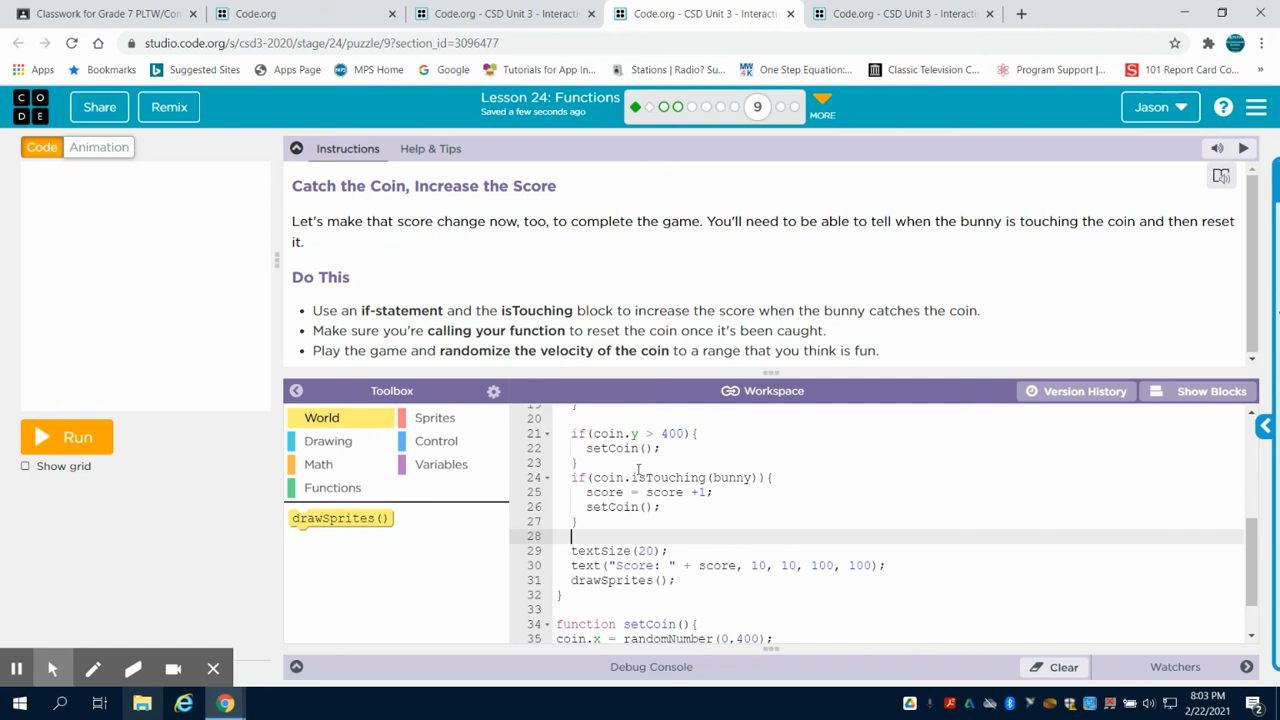 Classwork for Grade 7 PLTW/Con
Code.org
Code.org - CSD Unit 3 - Interacti
Code.org - CSD Unit 3 - Interacti
Code.org - CSD Unit 3 - Interacti
studio.code.org/s/csd3-2020/stage/24/puzzle/9?section_id=3096477
Apps
Bookmarks
Suggested Sites
Apps Page
MPS Home
Google
Tutorials for App In...
Stations | Radio? Su...
One Step Equation:...
Classic Television C...
Program Support |...
101 Report Card Co...
C O D E
Share
Remix
Lesson 24: Functions
Saved a few seconds ago
9
MORE
Jason
Code
Animation
Instructions
Help & Tips
Catch the Coin, Increase the Score
Let's make that score change now, too, to complete the game. You'll need to be able to tell when the bunny is touching the coin and then reset
it.
Do This
• Use an if-statement and the isTouching block to increase the score when the bunny catches the coin.
• Make sure you're calling your function to reset the coin once it's been caught.
• Play the game and randomize the velocity of the coin to a range that you think is fun.
Toolbox
Workspace
Version History
Show Blocks
Run
Show grid
World
Sprites
Drawing
Control
Math
Variables
Functions
drawSprites()
19 }
20
21 if(coin.y > 400){
22 setCoin();
23 }
24 if(coin.isTouching(bunny)){
25 score = score +1;
26 setCoin();
27 }
28
29 textSize(20);
30 text("Score: " + score, 10, 10, 100, 100);
31 drawSprites();
32 }
33
34 function setCoin(){
35 coin.x = randomNumber(0,400);
Debug Console
Clear
Watchers
8:03 PM
2/22/2021
2